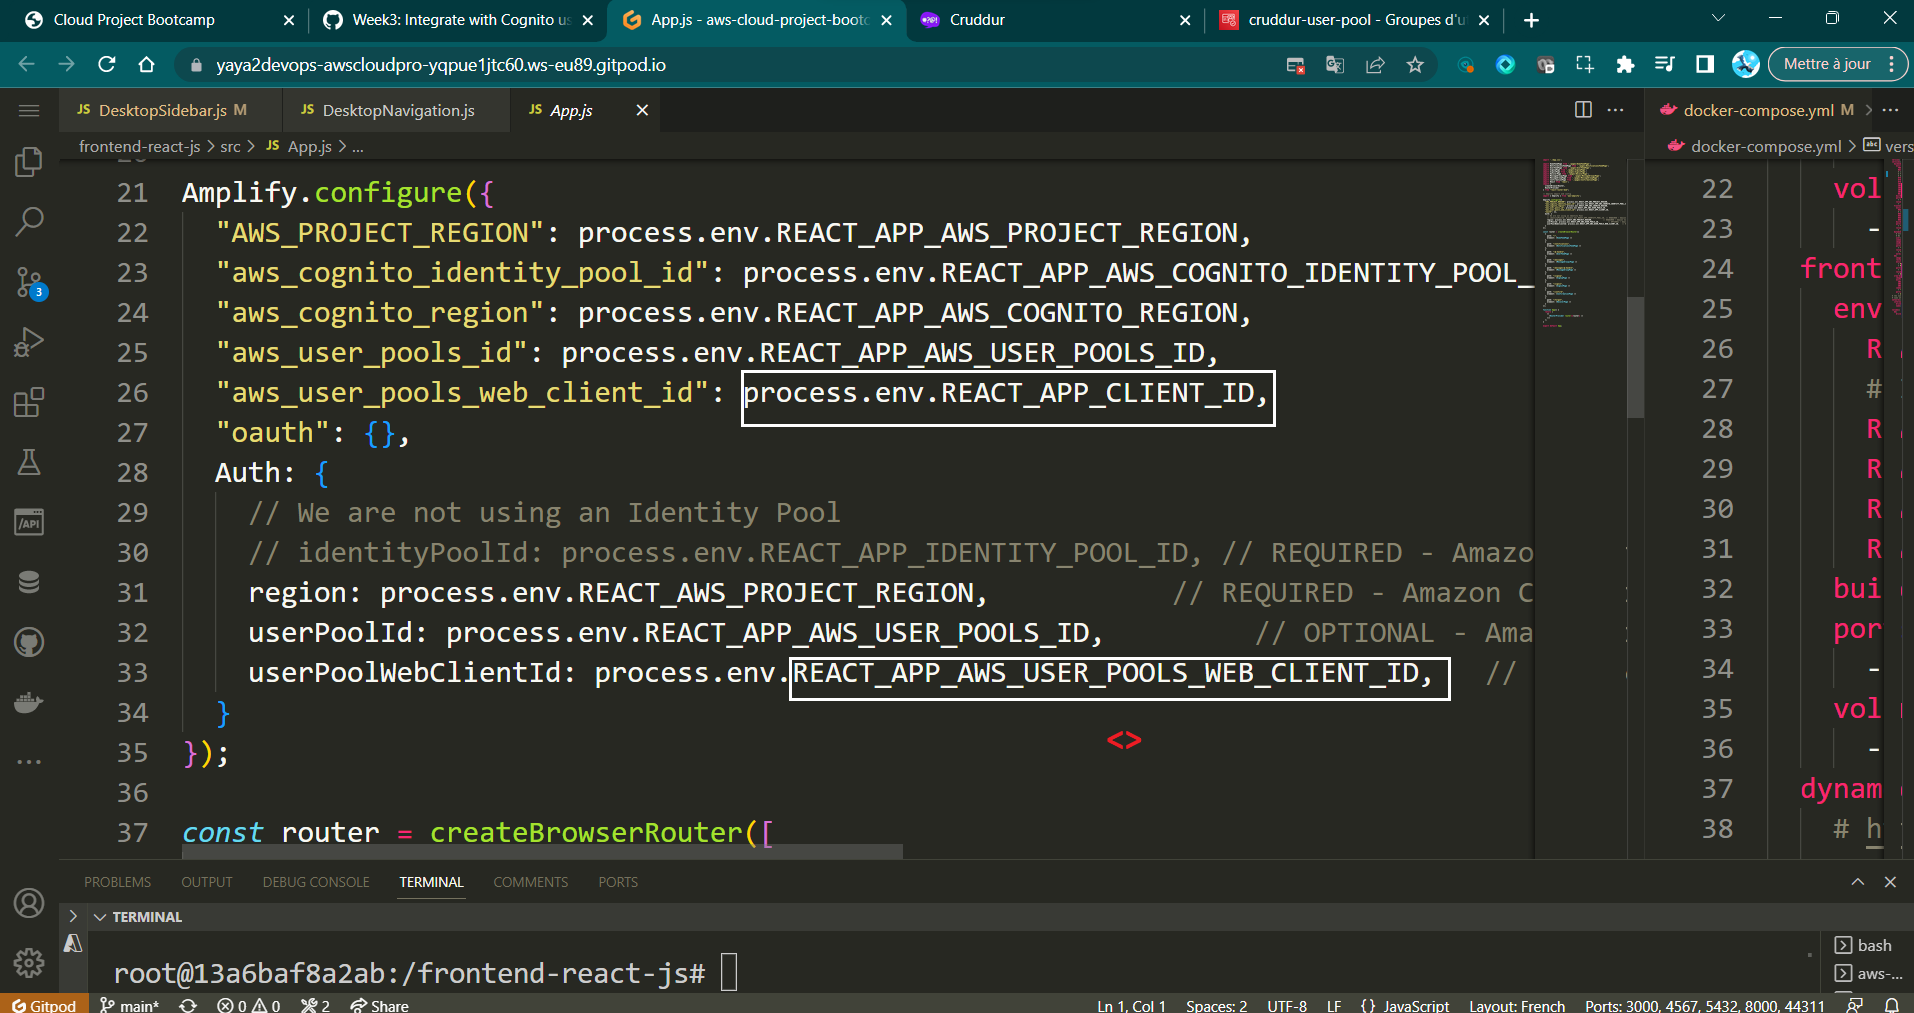 Cloud Project Bootcamp
Week3: Integrate with Cognito us
App.js - aws-cloud-project-bootc
Cruddur
cruddur-user-pool - Groupes d'u
yaya2devops-awscloudpro-yqpue1jtc60.ws-eu89.gitpod.io
Mettre à jour
JS DesktopSidebar.js M
JS DesktopNavigation.js
JS App.js
docker-compose.yml M
frontend-react-js > src > JS App.js > ...
docker-compose.yml > abc vers
21 Amplify.configure({
22 "AWS_PROJECT_REGION": process.env.REACT_APP_AWS_PROJECT_REGION,
23 "aws_cognito_identity_pool_id": process.env.REACT_APP_AWS_COGNITO_IDENTITY_POOL_
24 "aws_cognito_region": process.env.REACT_APP_AWS_COGNITO_REGION,
25 "aws_user_pools_id": process.env.REACT_APP_AWS_USER_POOLS_ID,
26 "aws_user_pools_web_client_id": process.env.REACT_APP_CLIENT_ID,
27 "oauth": {},
28 Auth: {
29 // We are not using an Identity Pool
30 // identityPoolId: process.env.REACT_APP_IDENTITY_POOL_ID, // REQUIRED - Amazo
31 region: process.env.REACT_AWS_PROJECT_REGION, // REQUIRED - Amazon C
32 userPoolId: process.env.REACT_APP_AWS_USER_POOLS_ID, // OPTIONAL - Ama
33 userPoolWebClientId: process.env.REACT_APP_AWS_USER_POOLS_WEB_CLIENT_ID, //
34 }
<>
35 });
36
37 const router = createBrowserRouter([
22 vol
23 -
24 front
25 env
26 R
27 #
28 R
29 R
30 R
31 R
32 bui
33 por
34 -
35 vol
36 -
37 dynam
38 # h
3
/API
PROBLEMS
OUTPUT
DEBUG CONSOLE
TERMINAL
COMMENTS
PORTS
TERMINAL
root@13a6baf8a2ab:/frontend-react-js#
bash
aws-...
Gitpod
main*
0
0
2
Share
Ln 1, Col 1
Spaces: 2
UTF-8
LF
{} JavaScript
Layout: French
Ports: 3000, 4567, 5432, 8000, 44311